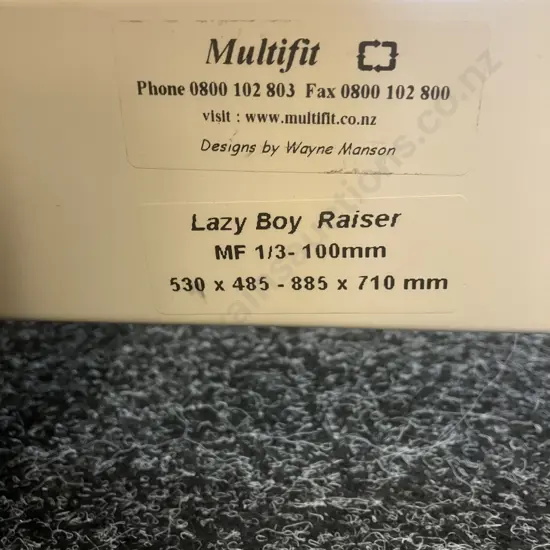 Multifit
Phone 0800 102 803 Fax 0800 102 800
visit : www.multifit.co.nz
Designs by Wayne Manson
Lazy Boy Raiser
MF 1/3- 100mm
530 x 485 - 885 x 710 mm